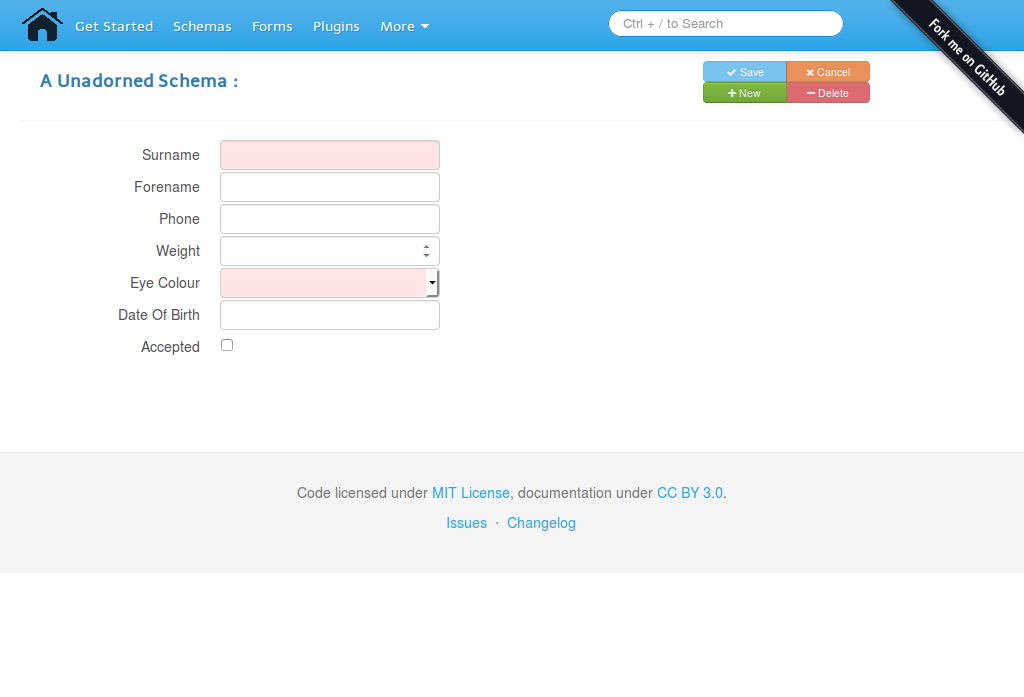 Get Started Schemas Forms Plugins More Ctrl + / to Search
Fork me on GitHub
A Unadorned Schema :
Save Cancel
New Delete
Surname
Forename
Phone
Weight
Eye Colour
Date Of Birth
Accepted
Code licensed under MIT License, documentation under CC BY 3.0.
Issues · Changelog